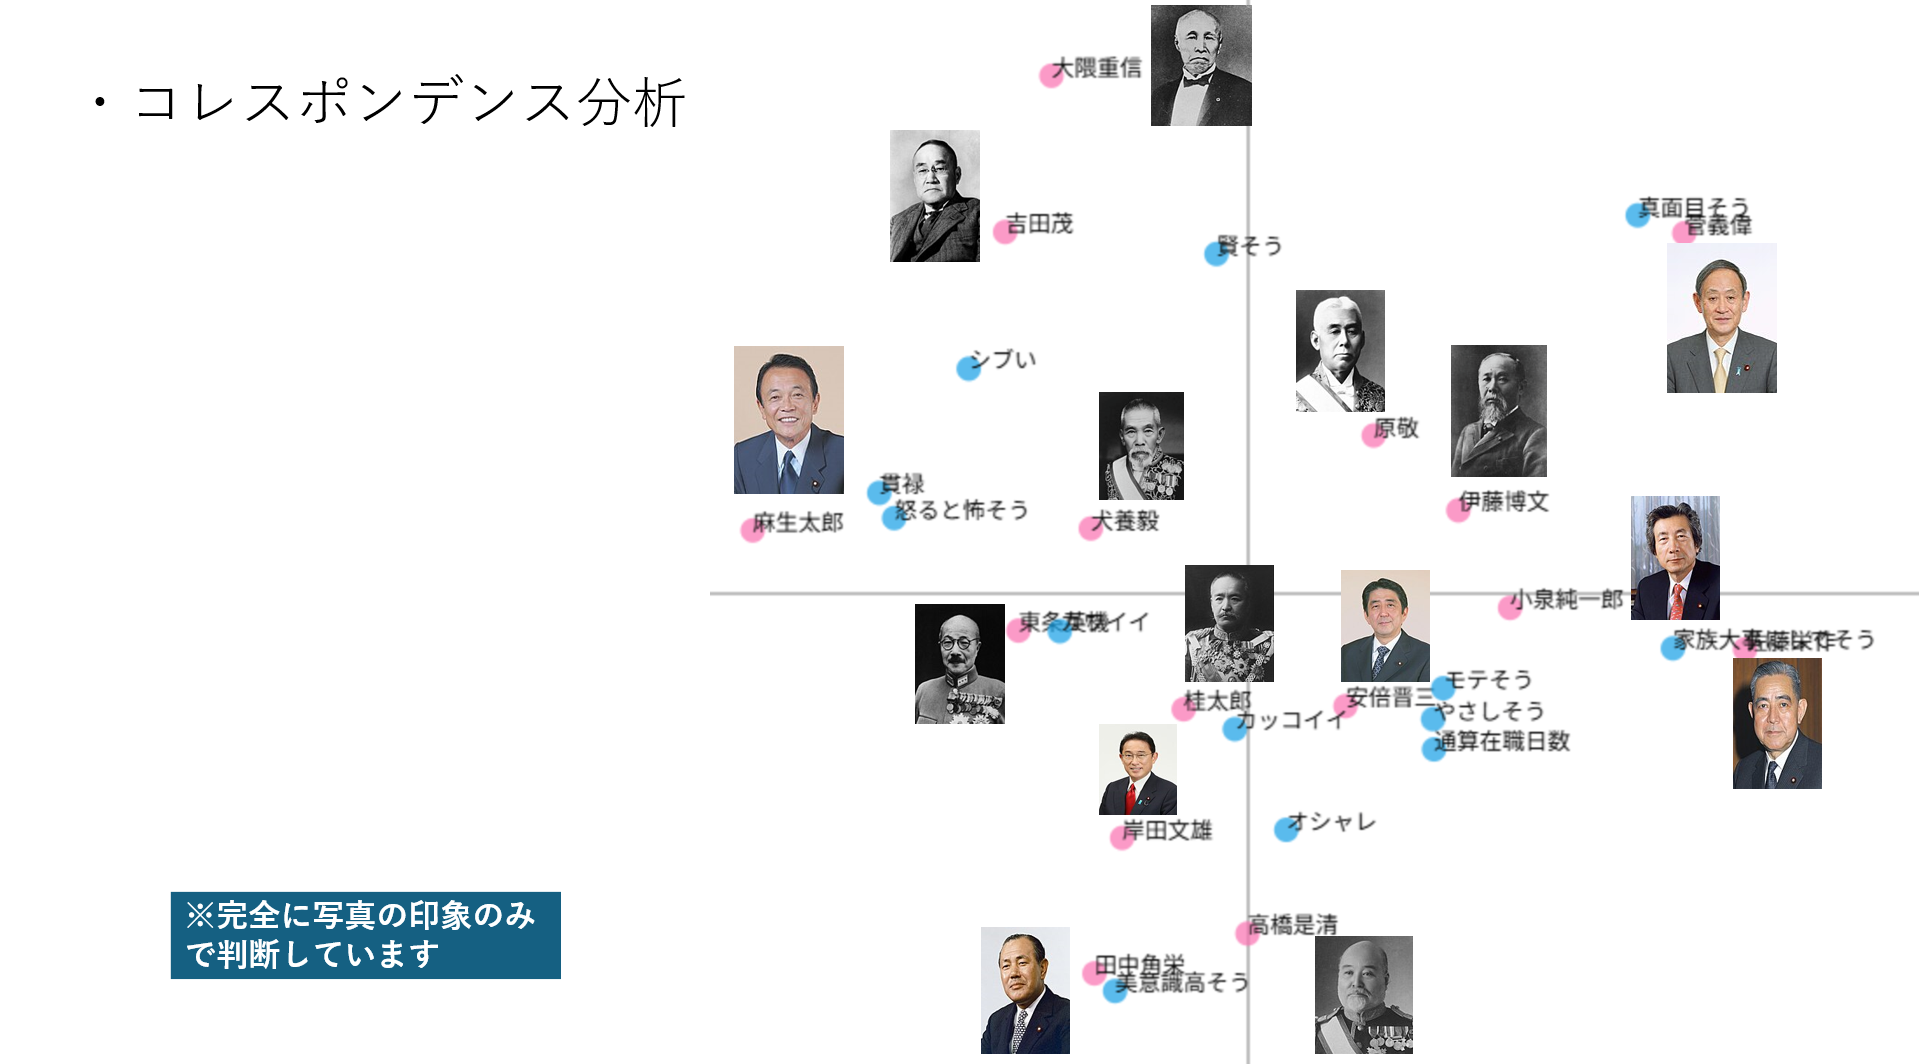 ・コレスポンデンス分析
大隈重信
吉田茂
賢そう
真面目そう
菅義偉
シブい
原敬
貫禄
怒ると怖そう
麻生太郎
犬養毅
伊藤博文
小泉純一郎
東条英機
家族大事にしてそう
佐藤栄作
モテそう
桂太郎
安倍晋三
やさしそう
カッコイイ
通算在職日数
オシャレ
岸田文雄
※完全に写真の印象のみ
で判断しています
高橋是清
田中角栄
美意識高そう